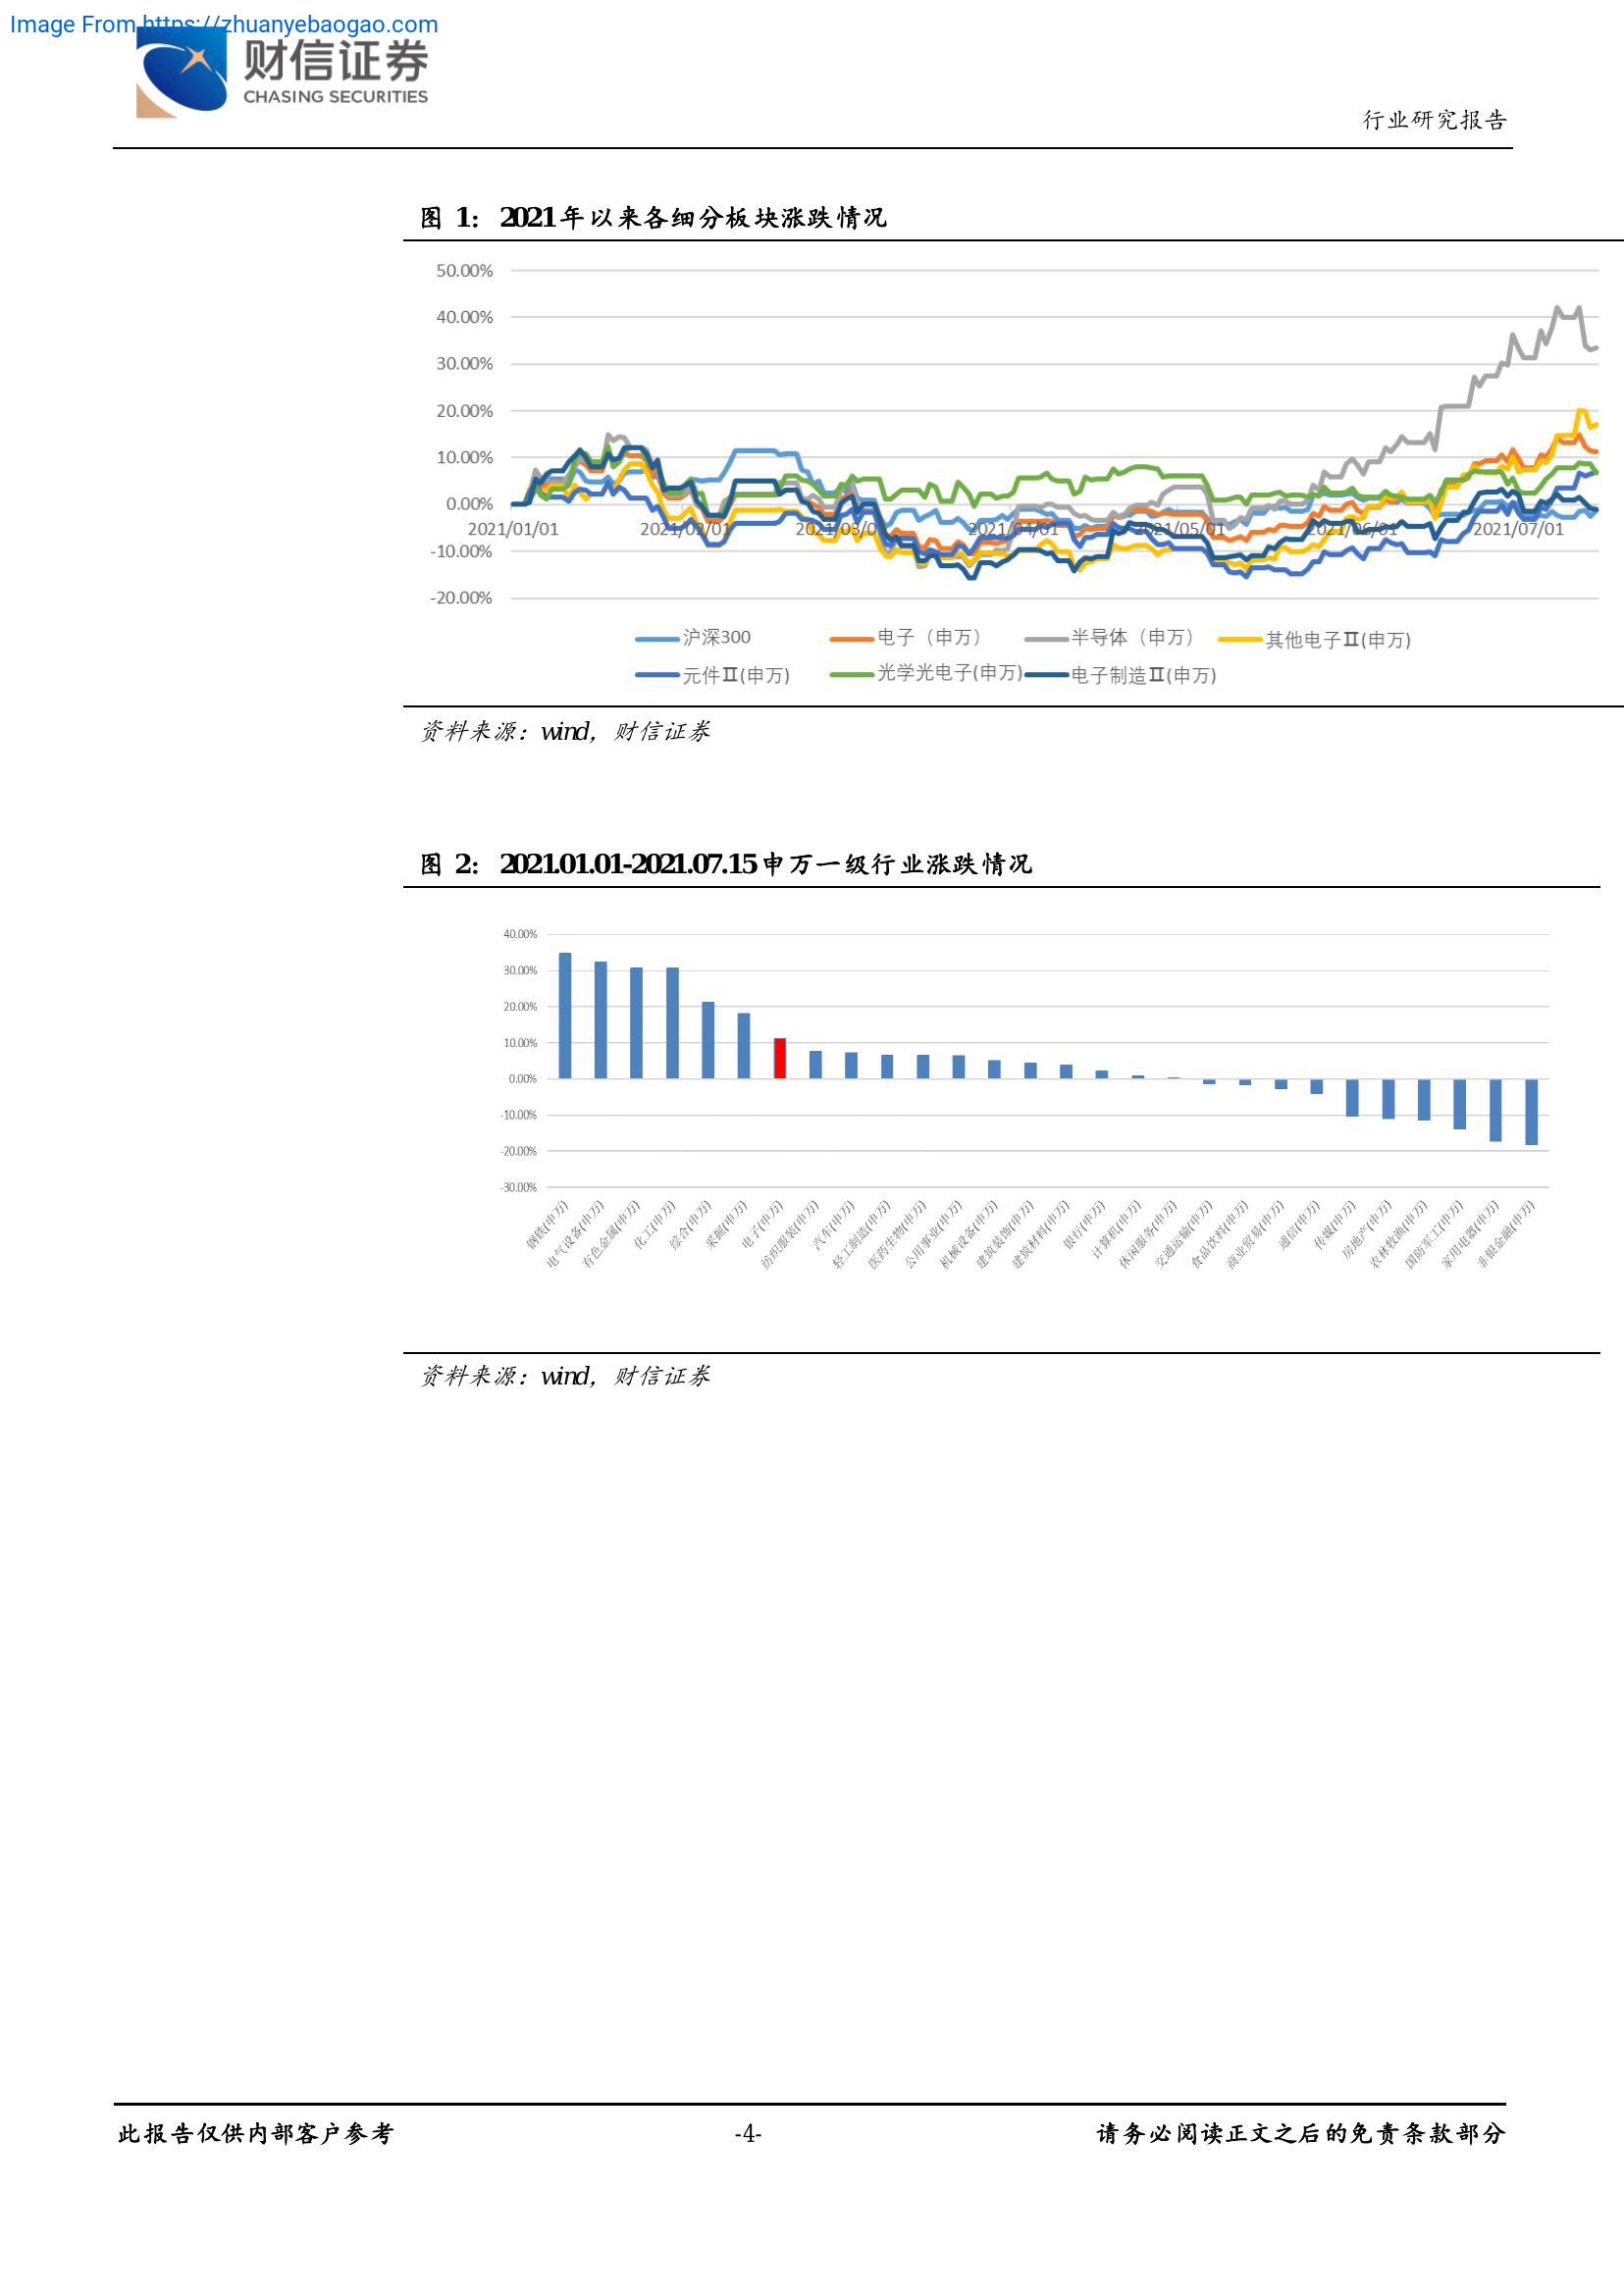 Image From https://zhuanyebaogao.com
财信证券
CHASING SECURITIES
行业研究报告
图 1： 2021年以来各细分板块涨跌情况
50.00%
40.00%
30.00%
20.00%
10.00%
0.00%
-10.00%
-20.00%
2021/01/01 2021/02/01 2021/03/01 2021/04/01 2021/05/01 2021/06/01 2021/07/01
沪深300 电子（申万） 半导体（申万） 其他电子Ⅱ(申万)
元件Ⅱ(申万) 光学光电子(申万) 电子制造Ⅱ(申万)
资料来源：wind，财信证券
图 2： 2021.01.01-2021.07.15申万一级行业涨跌情况
40.00%
30.00%
20.00%
10.00%
0.00%
-10.00%
-20.00%
-30.00%
钢铁(申万)
电气设备(申万)
有色金属(申万)
化工(申万)
综合(申万)
采掘(申万)
电子(申万)
纺织服装(申万)
汽车(申万)
轻工制造(申万)
医药生物(申万)
公用事业(申万)
机械设备(申万)
建筑装饰(申万)
建筑材料(申万)
银行(申万)
计算机(申万)
休闲服务(申万)
交通运输(申万)
食品饮料(申万)
商业贸易(申万)
通信(申万)
传媒(申万)
房地产(申万)
农林牧渔(申万)
国防军工(申万)
家用电器(申万)
非银金融(申万)
资料来源：wind，财信证券
此报告仅供内部客户参考 -4- 请务必阅读正文之后的免责条款部分